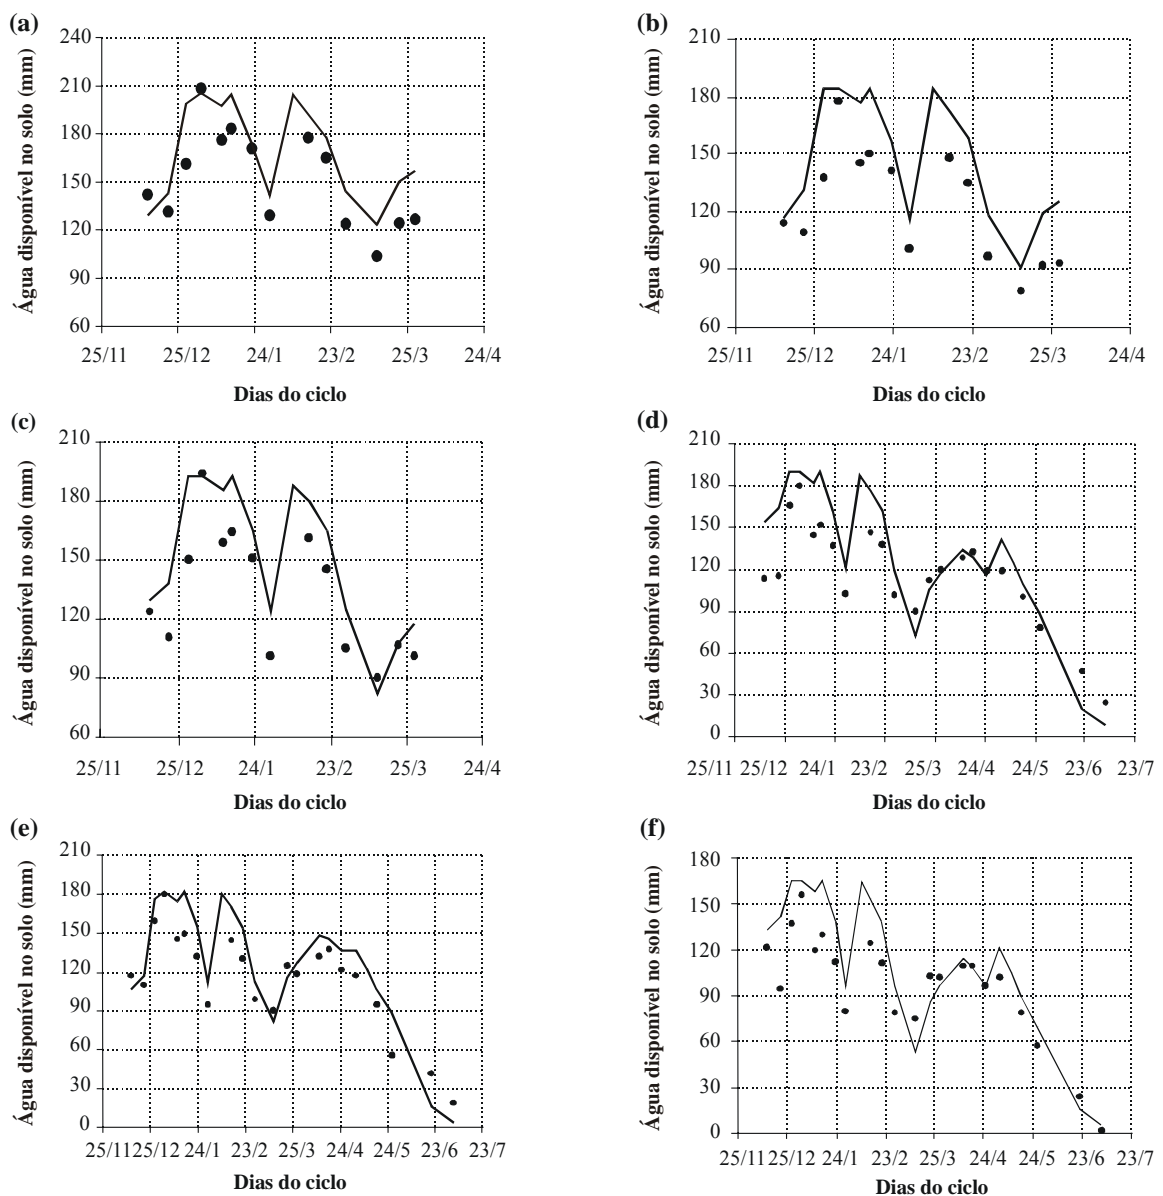 (a)
240
210
180
150
120
90
60
Água disponível no solo (mm)
25/11 25/12 24/1 23/2 25/3 24/4
Dias do ciclo
(b)
210
180
150
120
90
60
Água disponível no solo (mm)
25/11 25/12 24/1 23/2 25/3 24/4
Dias do ciclo
(c)
210
180
150
120
90
60
Água disponível no solo (mm)
25/11 25/12 24/1 23/2 25/3 24/4
Dias do ciclo
(d)
210
180
150
120
90
60
30
0
Água disponível no solo (mm)
25/11 25/12 24/1 23/2 25/3 24/4 24/5 23/6 23/7
Dias do ciclo
(e)
210
180
150
120
90
60
30
0
Água disponível no solo (mm)
25/11 25/12 24/1 23/2 25/3 24/4 24/5 23/6 23/7
Dias do ciclo
(f)
180
150
120
90
60
30
0
Água disponível no solo (mm)
25/11 25/12 24/1 23/2 25/3 24/4 24/5 23/6 23/7
Dias do ciclo